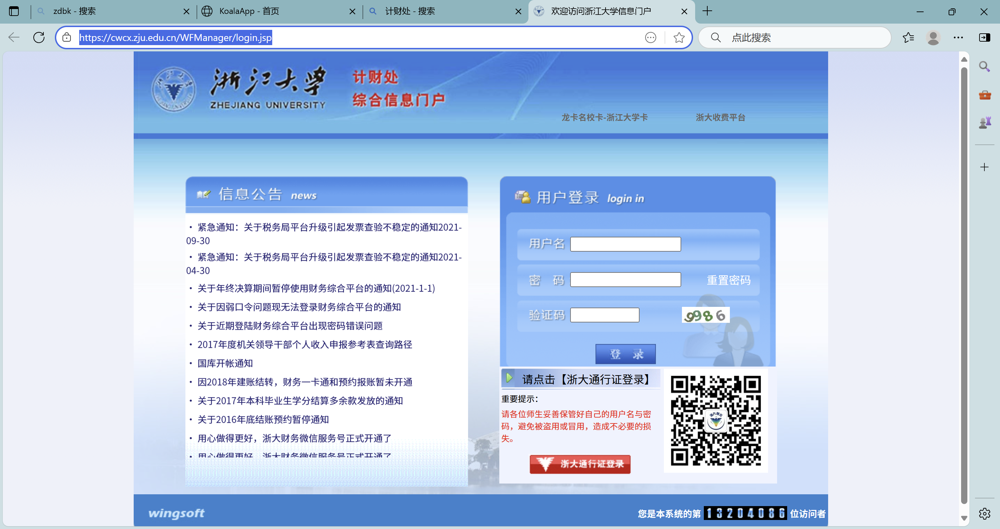 zdbk - 搜索
KoalaApp - 首页
计财处 - 搜索
欢迎访问浙江大学信息门户
https://cwcx.zju.edu.cn/WFManager/login.jsp
点此搜索
浙江大学
ZHEJIANG UNIVERSITY
计财处
综合信息门户
龙卡名校卡-浙江大学卡
浙大收费平台
信息公告 news
· 紧急通知：关于税务局平台升级引起发票查验不稳定的通知2021-
09-30
· 紧急通知：关于税务局平台升级引起发票查验不稳定的通知2021-
04-30
· 关于年终决算期间暂停使用财务综合平台的通知(2021-1-1)
· 关于因弱口令问题现无法登录财务综合平台的通知
· 关于近期登陆财务综合平台出现密码错误问题
· 2017年度机关领导干部个人收入申报参考表查询路径
· 国库开帐通知
· 因2018年建账结转，财务一卡通和预约报账暂未开通
· 关于2017年本科毕业生学分结算多余款发放的通知
· 关于2016年底结账预约暂停通知
· 用心做得更好，浙大财务微信服务号正式开通了
· 用心做得更好，浙大财务微信服务号正式开通了
用户登录 login in
用户名
密 码
重置密码
验证码
9986
登 录
请点击【浙大通行证登录】
重要提示：
请各位师生妥善保管好自己的用户名与密
码，避免被盗用或冒用，造成不必要的损
失。
浙大通行证登录
wingsoft
您是本系统的第 13204086 位访问者